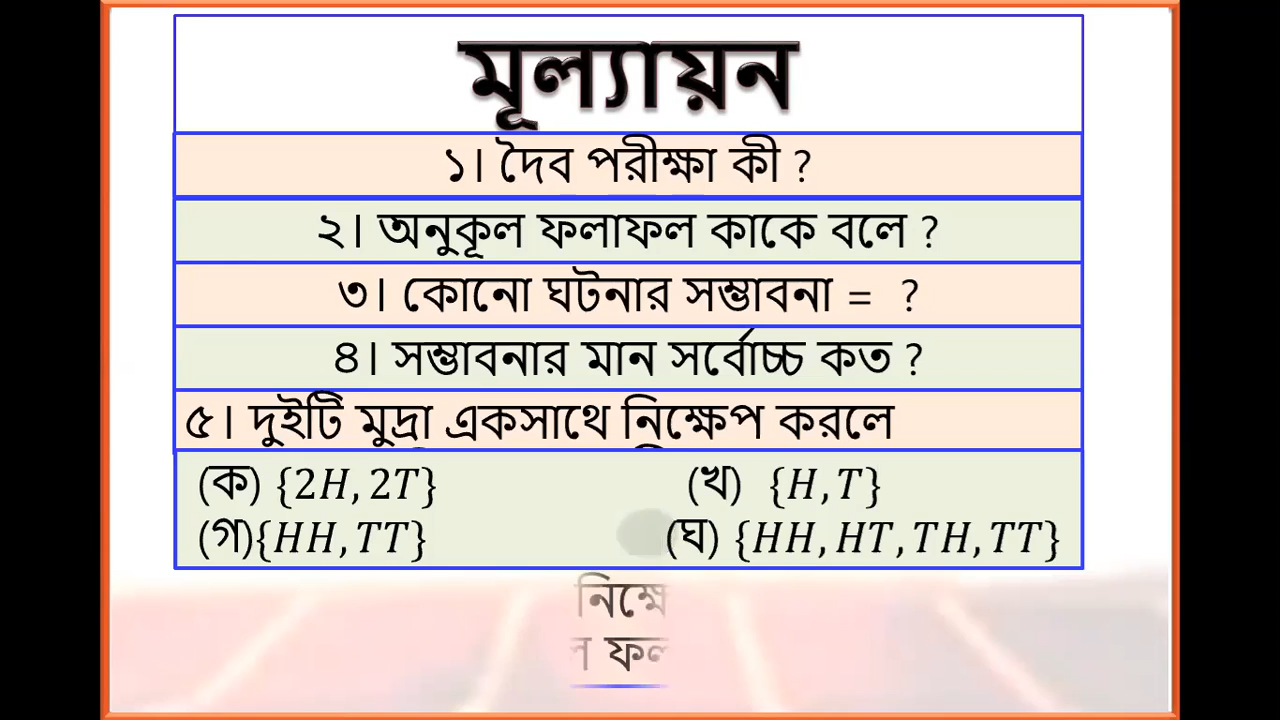 মূল্যায়ন
১। দৈব পরীক্ষা কী ?
২। অনুকূল ফলাফল কাকে বলে ?
৩। কোনো ঘটনার সম্ভাবনা = ?
৪। সম্ভাবনার মান সর্বোচ্চ কত ?
৫। দুইটি মুদ্রা একসাথে নিক্ষেপ করলে
(ক) {2H, 2T} (খ) {H, T}
(গ){HH, TT} (ঘ) {HH, HT, TH, TT}